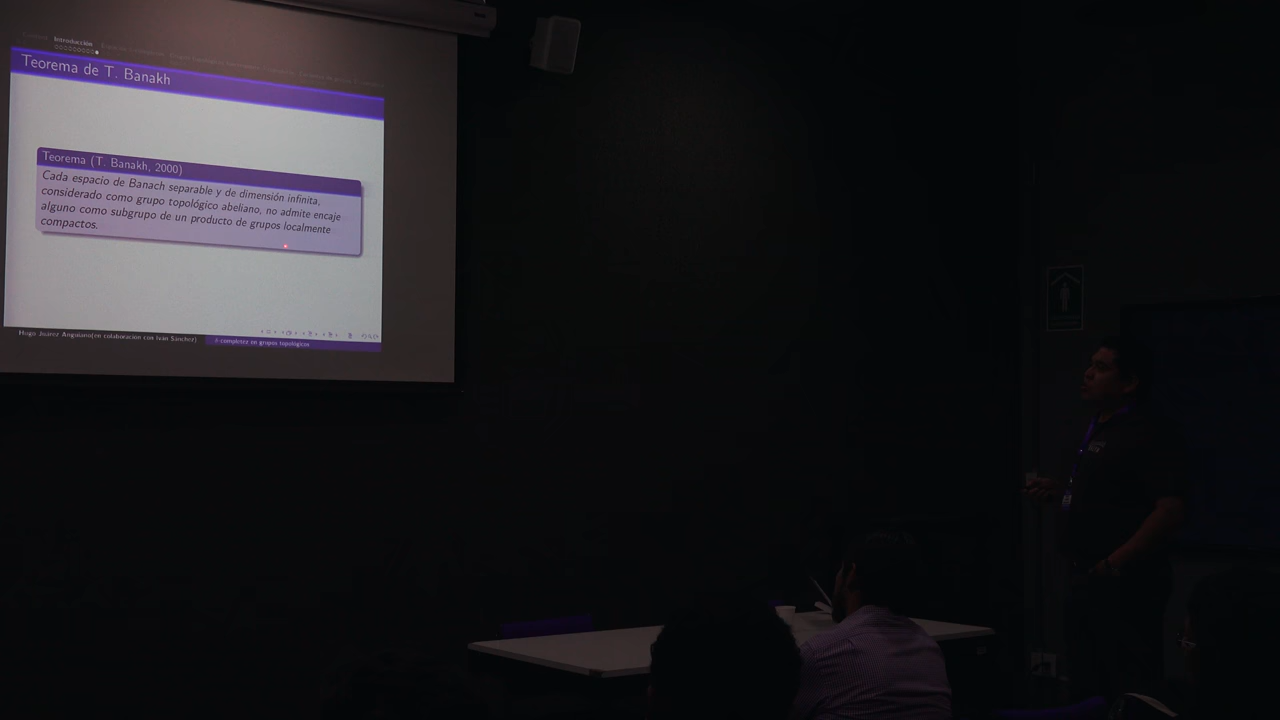 Introducción
Teorema de T. Banakh
Teorema (T. Banakh, 2000)
Cada espacio de Banach separable y de dimensión infinita,
considerado como grupo topológico abeliano, no admite encaje
alguno como subgrupo de un producto de grupos localmente
compactos.
Hugo Juárez Anguiano(en colaboración con Iván Sánchez)
completez en grupos topológicos